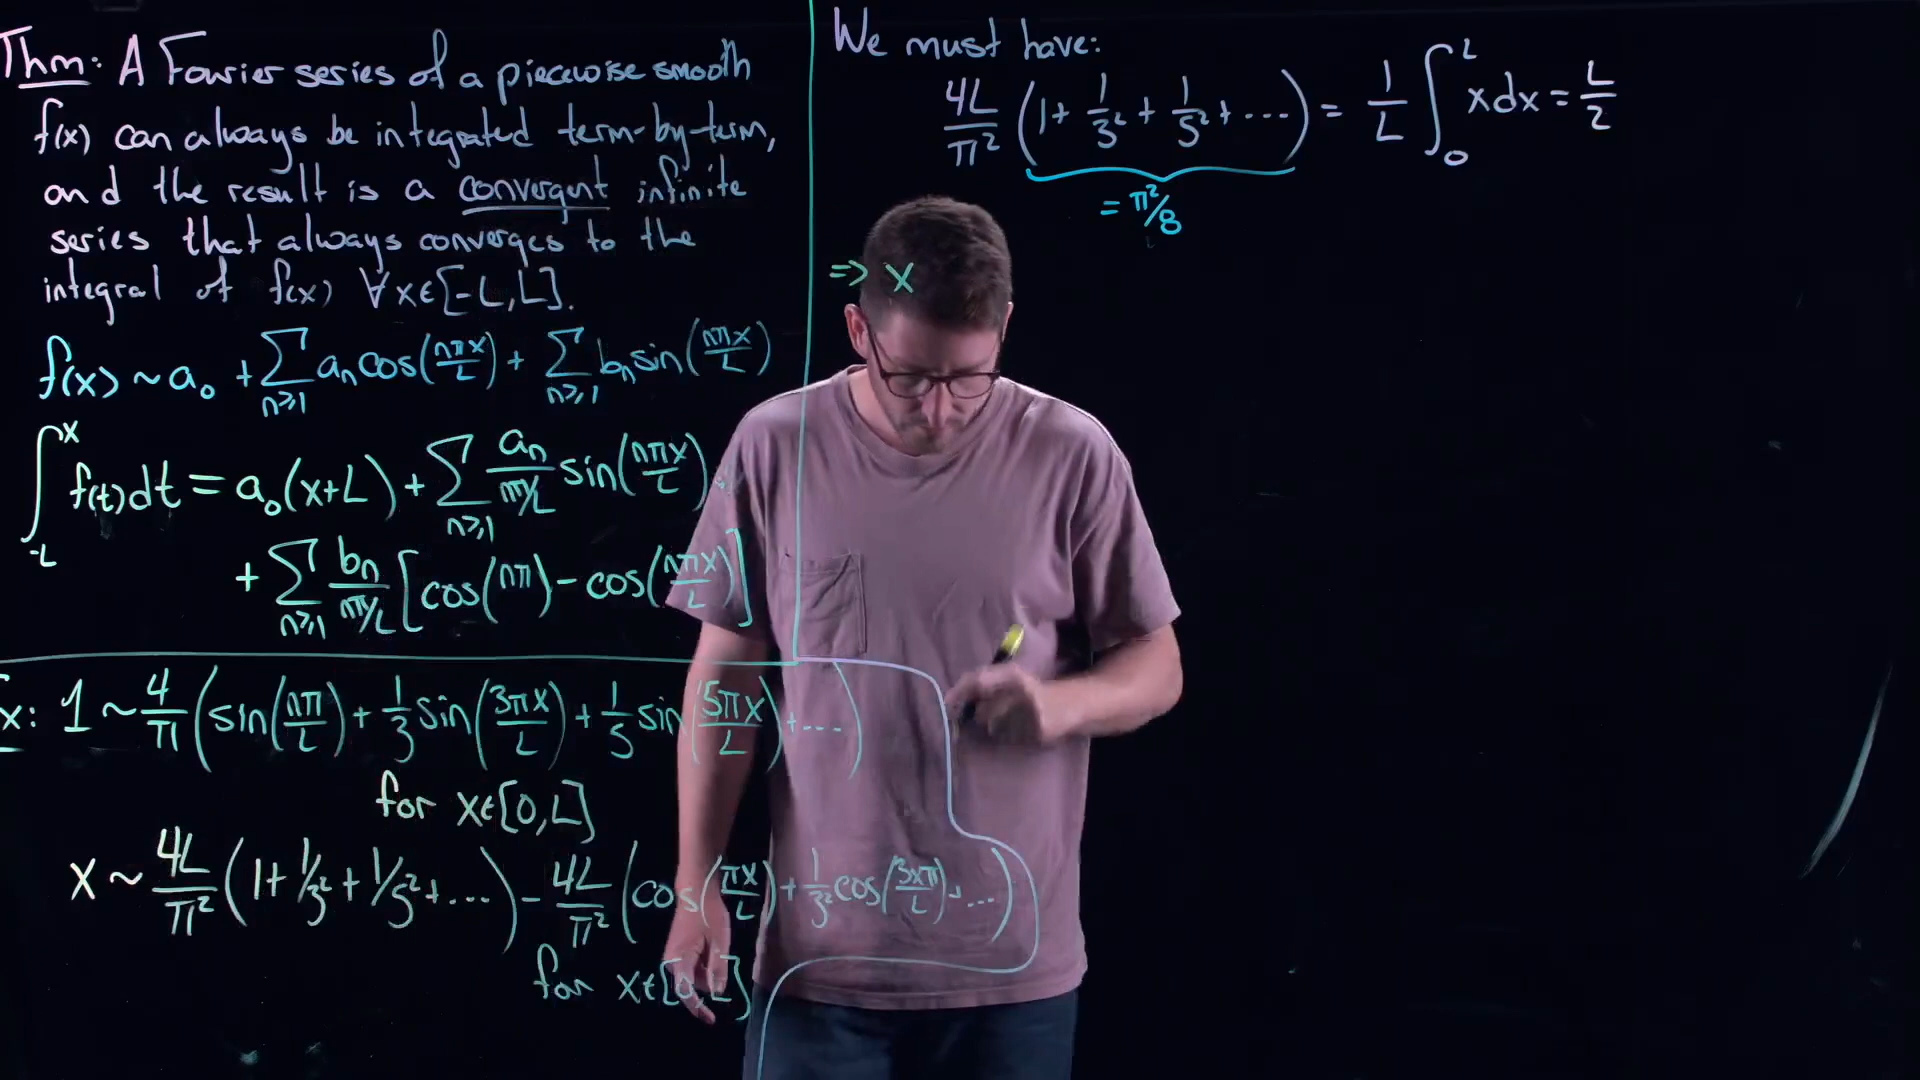 Thm: A Fourier series of a piecewise smooth
f(x) can always be integrated term-by-term,
and the result is a convergent infinite
series that always converges to the
integral of f(x) ∀x∈[-L,L].
f(x) ~ a₀ + ∑_{n≥1} aₙcos(nπx/L) + ∑_{n≥1} bₙsin(nπx/L)
∫_{-L}^{x} f(t)dt = a₀(x+L) + ∑_{n≥1} aₙ/(nπ/L) sin(nπx/L)
+ ∑_{n≥1} bₙ/(nπ/L) [cos(nπ) - cos(nπx/L)]
x: 1 ~ 4/π (sin(nπ/L) + 1/3 sin(3πx/L) + 1/5 sin(5πx/L) + ....)
for x∈[0,L]
x ~ 4L/π² (1 + 1/3² + 1/5² + ...) - 4L/π² (cos(πx/L) + 1/3² cos(3xπ/L) + ...)
for x∈[0,L]
We must have:
4L/π² (1 + 1/3² + 1/5² + ....) = 1/L ∫₀^L xdx = L/2
= π²/8
=> x